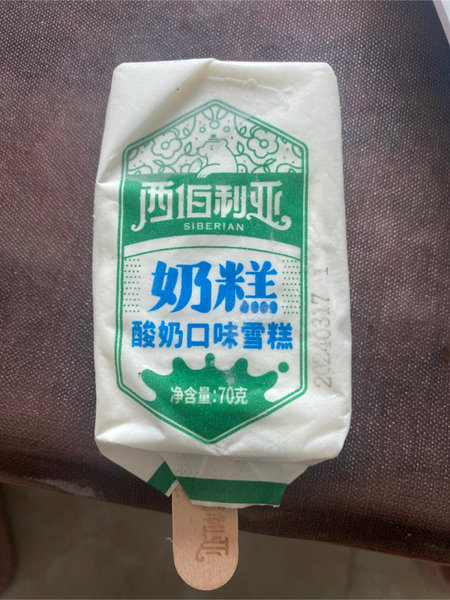 西佰利亚
SIBERIAN
奶糕
酸奶口味雪糕
净含量:70克
20240317 1